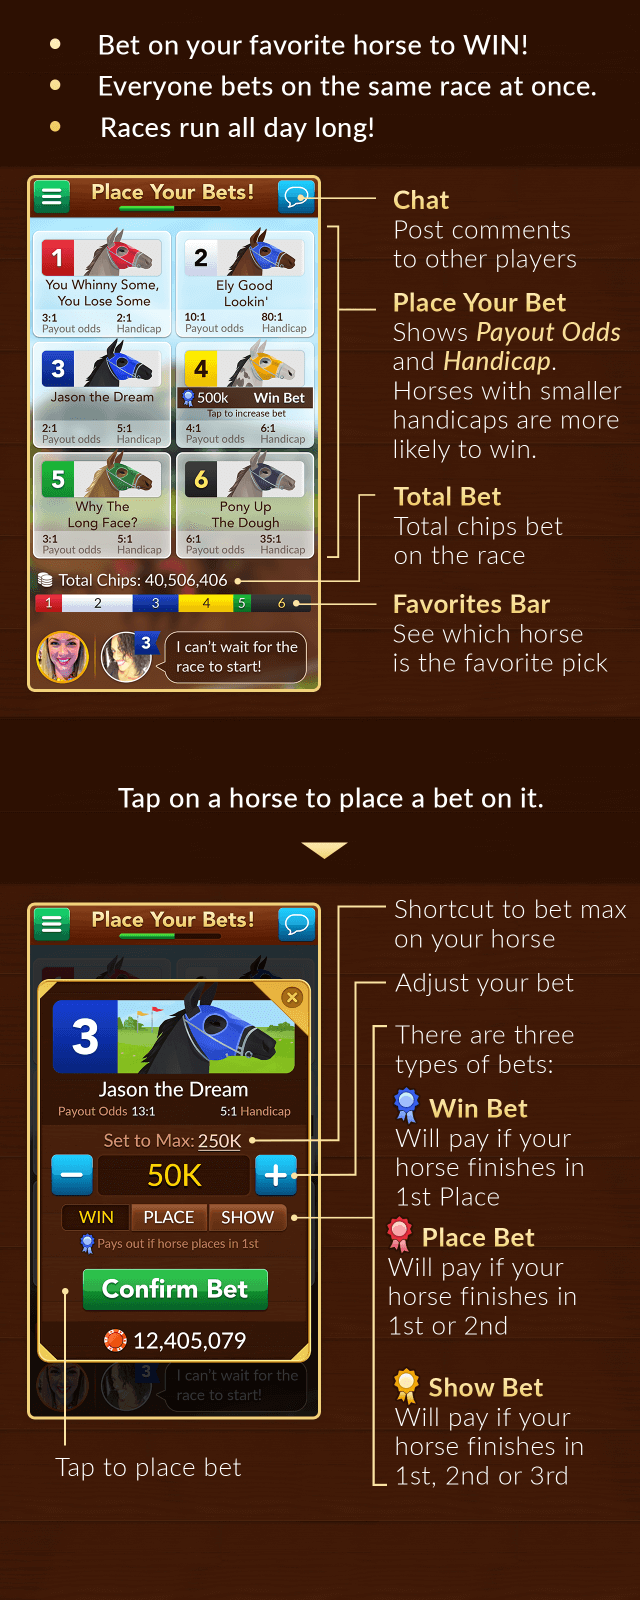 Bet on your favorite horse to WIN!
Everyone bets on the same race at once.
Races run all day long!
Place Your Bets!
1
You Whinny Some,
You Lose Some
3:1
Payout odds
2:1
Handicap
2
Ely Good
Lookin'
10:1
Payout odds
80:1
Handicap
3
Jason the Dream
2:1
Payout odds
5:1
Handicap
4
500k Win Bet
Tap to increase bet
4:1
Payout odds
6:1
Handicap
5
Why The
Long Face?
3:1
Payout odds
5:1
Handicap
6
Pony Up
The Dough
6:1
Payout odds
35:1
Handicap
Total Chips: 40,506,406
1 2 3 4 5 6
3
I can't wait for the
race to start!
Chat
Post comments
to other players
Place Your Bet
Shows Payout Odds
and Handicap.
Horses with smaller
handicaps are more
likely to win.
Total Bet
Total chips bet
on the race
Favorites Bar
See which horse
is the favorite pick
Tap on a horse to place a bet on it.
Place Your Bets!
3
Jason the Dream
Payout Odds 13:1
5:1 Handicap
Set to Max: 250K
50K
WIN PLACE SHOW
Pays out if horse places in 1st
Confirm Bet
12,405,079
3
I can't wait for the
race to start!
Tap to place bet
Shortcut to bet max
on your horse
Adjust your bet
There are three
types of bets:
Win Bet
Will pay if your
horse finishes in
1st Place
Place Bet
Will pay if your
horse finishes in
1st or 2nd
Show Bet
Will pay if your
horse finishes in
1st, 2nd or 3rd